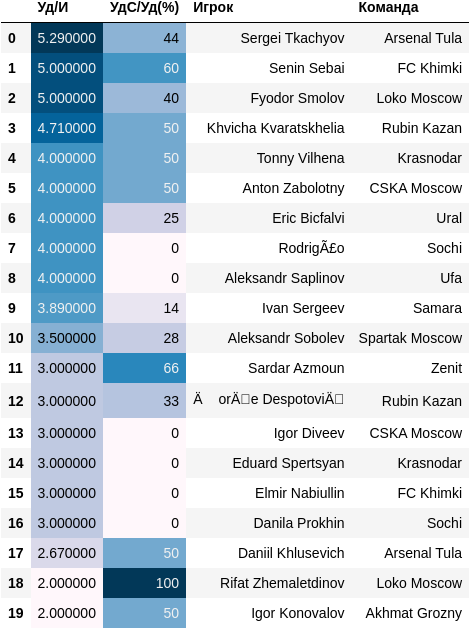 Уд/И УдС/Уд(%) Игрок Команда
0 5.290000 44 Sergei Tkachyov Arsenal Tula
1 5.000000 60 Senin Sebai FC Khimki
2 5.000000 40 Fyodor Smolov Loko Moscow
3 4.710000 50 Khvicha Kvaratskhelia Rubin Kazan
4 4.000000 50 Tonny Vilhena Krasnodar
5 4.000000 50 Anton Zabolotny CSKA Moscow
6 4.000000 25 Eric Bicfalvi Ural
7 4.000000 0 RodrigÃ£o Sochi
8 4.000000 0 Aleksandr Saplinov Ufa
9 3.890000 14 Ivan Sergeev Samara
10 3.500000 28 Aleksandr Sobolev Spartak Moscow
11 3.000000 66 Sardar Azmoun Zenit
12 3.000000 33 Ä orÄ□e DespotoviÄ□ Rubin Kazan
13 3.000000 0 Igor Diveev CSKA Moscow
14 3.000000 0 Eduard Spertsyan Krasnodar
15 3.000000 0 Elmir Nabiullin FC Khimki
16 3.000000 0 Danila Prokhin Sochi
17 2.670000 50 Daniil Khlusevich Arsenal Tula
18 2.000000 100 Rifat Zhemaletdinov Loko Moscow
19 2.000000 50 Igor Konovalov Akhmat Grozny